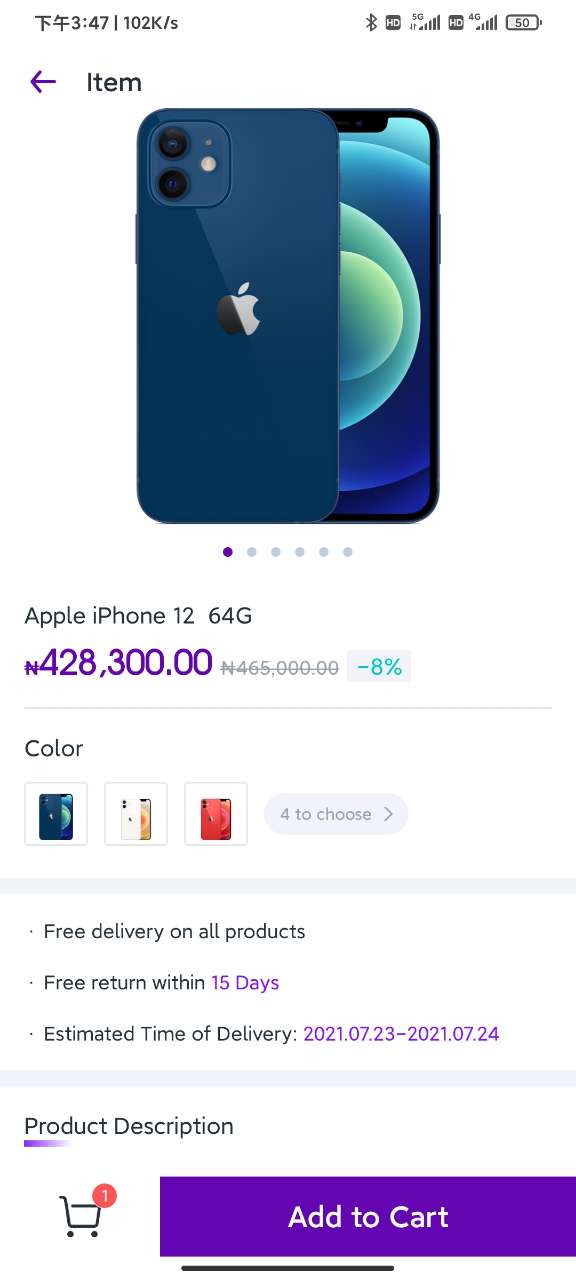 下午3:47 | 102K/s
HD 5G HD 4G 50
Item
Apple iPhone 12 64G
₦428,300.00 ₦465,000.00 -8%
Color
4 to choose
· Free delivery on all products
· Free return within 15 Days
· Estimated Time of Delivery: 2021.07.23-2021.07.24
Product Description
1
Add to Cart